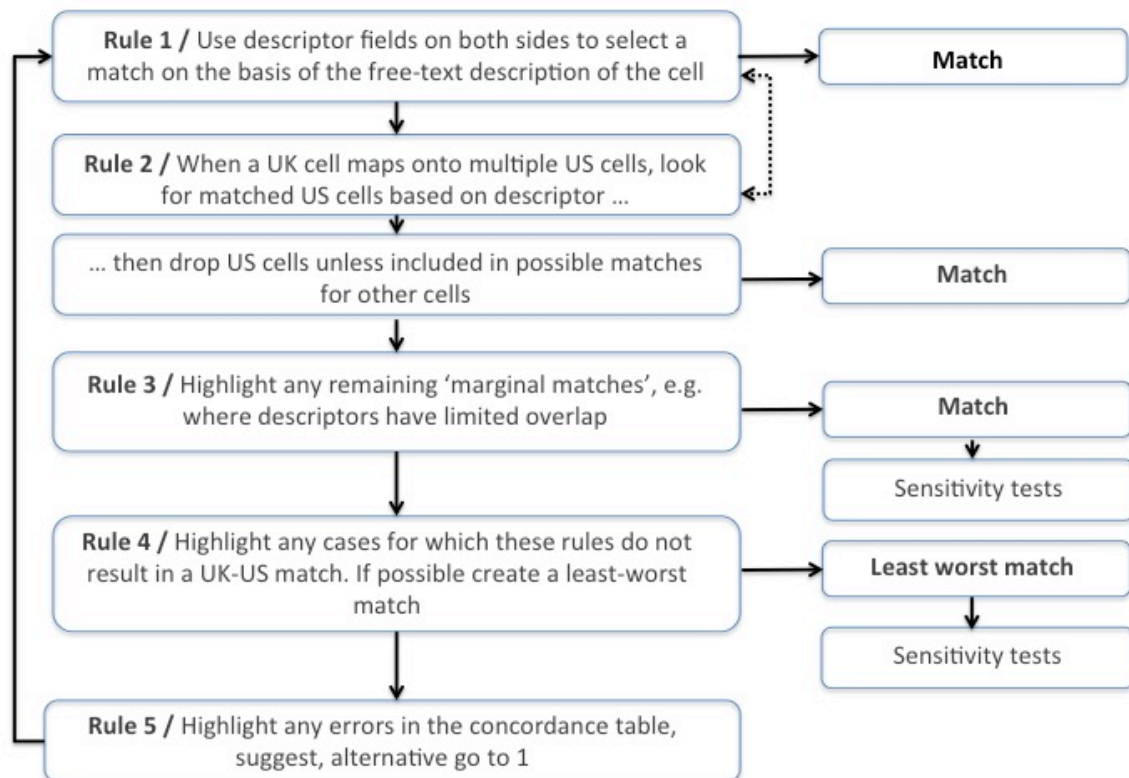 Rule 1 / Use descriptor fields on both sides to select a
match on the basis of the free-text description of the cell
Match
Rule 2 / When a UK cell maps onto multiple US cells, look
for matched US cells based on descriptor ...
... then drop US cells unless included in possible matches
for other cells
Match
Rule 3 / Highlight any remaining ‘marginal matches’, e.g.
where descriptors have limited overlap
Match
Sensitivity tests
Rule 4 / Highlight any cases for which these rules do not
result in a UK-US match. If possible create a least-worst
match
Least worst match
Sensitivity tests
Rule 5 / Highlight any errors in the concordance table,
suggest, alternative go to 1